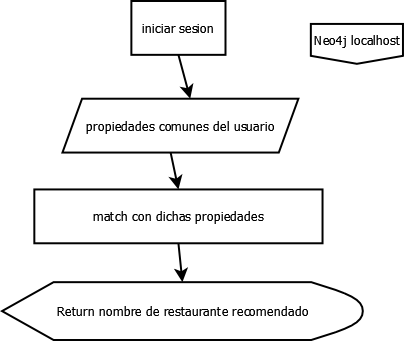 iniciar sesion
Neo4j localhost
propiedades comunes del usuario
match con dichas propiedades
Return nombre de restaurante recomendado